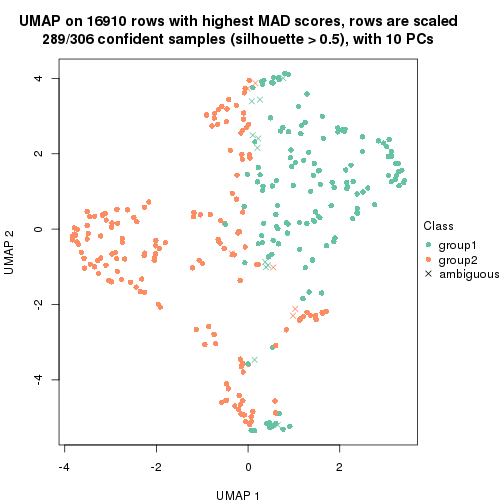 UMAP on 16910 rows with highest MAD scores, rows are scaled
289/306 confident samples (silhouette > 0.5), with 10 PCs
4
2
0
-2
-4
UMAP 2
-4
-2
0
2
UMAP 1
Class
group1
group2
ambiguous